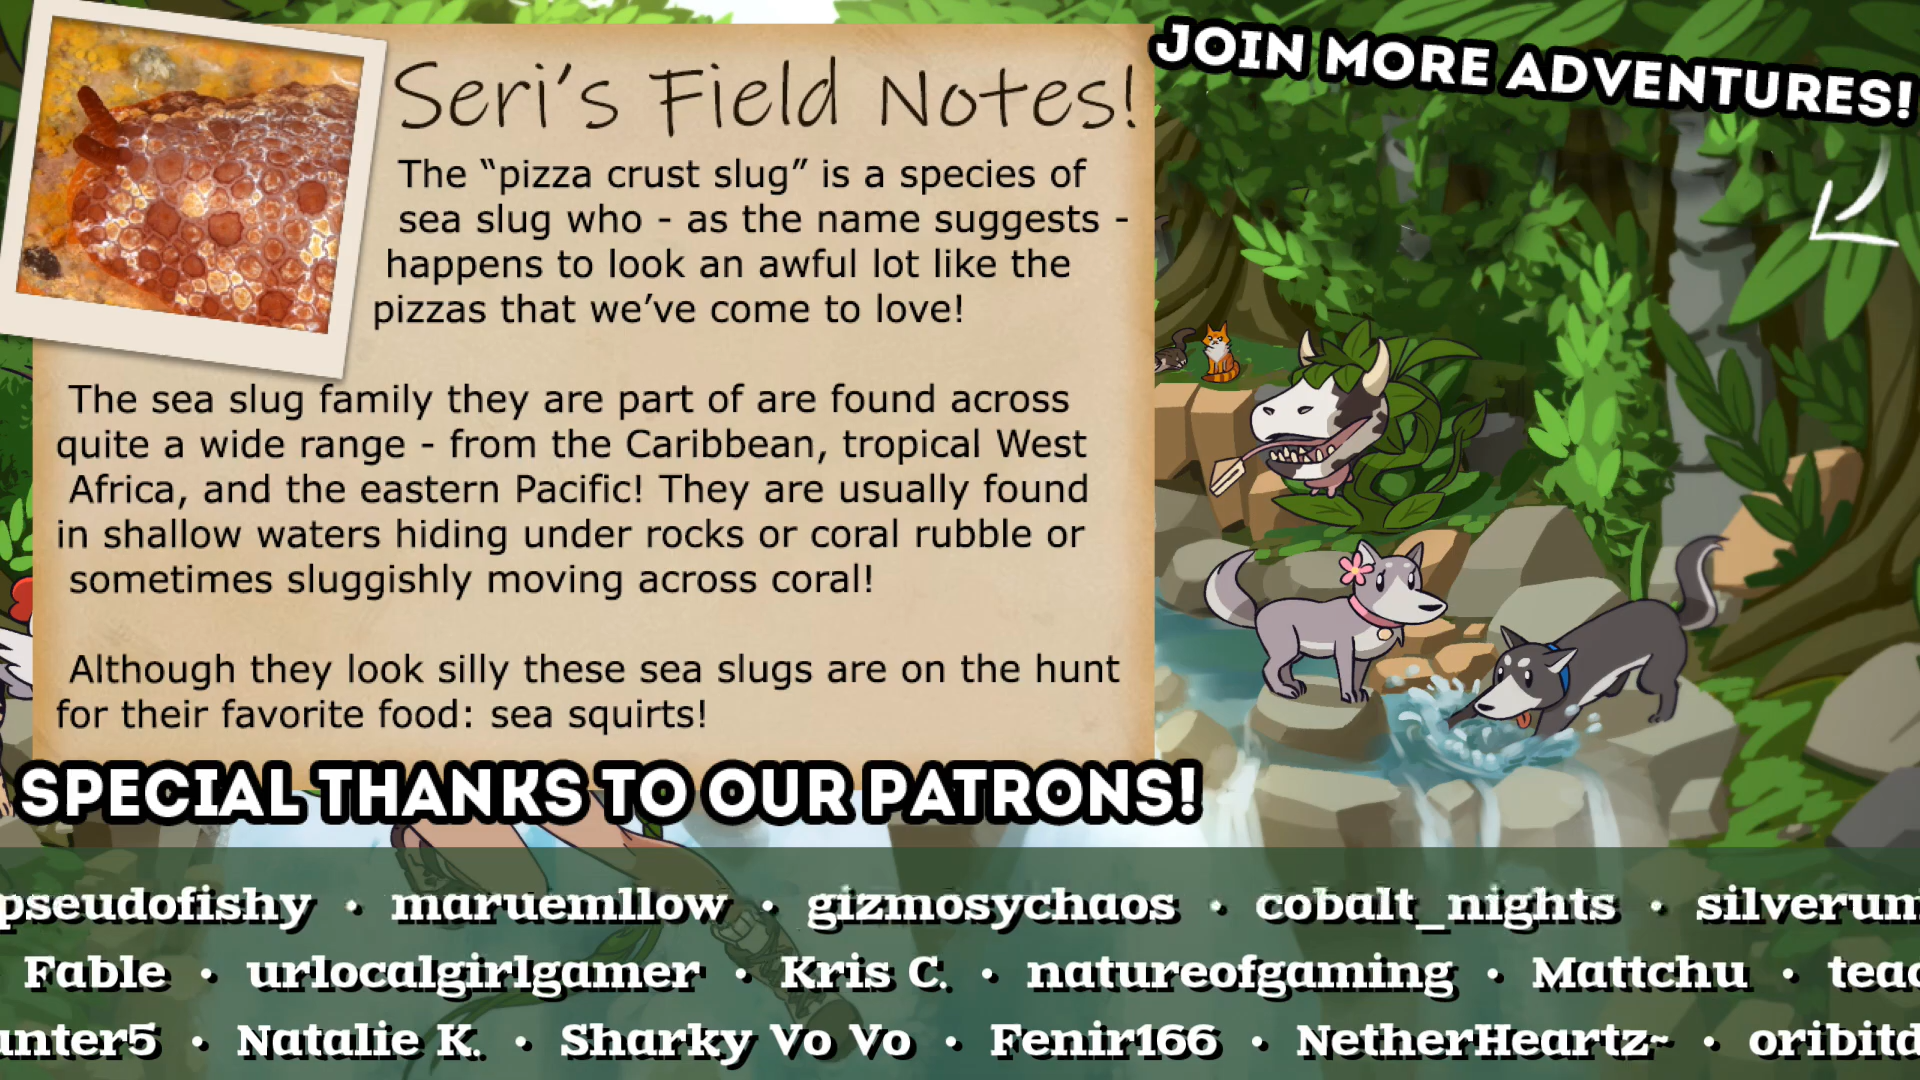 Seri's Field Notes!
JOIN MORE ADVENTURES!
The “pizza crust slug” is a species of
sea slug who - as the name suggests -
happens to look an awful lot like the
pizzas that we’ve come to love!
The sea slug family they are part of are found across
quite a wide range - from the Caribbean, tropical West
Africa, and the eastern Pacific! They are usually found
in shallow waters hiding under rocks or coral rubble or
sometimes sluggishly moving across coral!
Although they look silly these sea slugs are on the hunt
for their favorite food: sea squirts!
SPECIAL THANKS TO OUR PATRONS!
pseudofishy · maruemllow · gizmosychaos · cobalt_nights · silverum
Fable · urlocalgirlgamer · Kris C. · natureofgaming · Mattchu · teac
unter5 · Natalie K. · Sharky Vo Vo · Fenir166 · NetherHeartz~ · oribitd